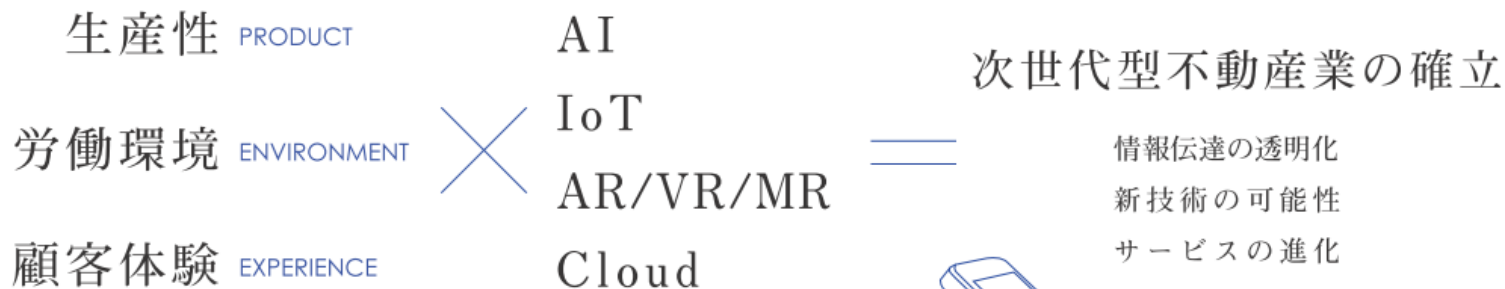 生産性 PRODUCT
労働環境 ENVIRONMENT
顧客体験 EXPERIENCE
AI
IoT
AR/VR/MR
Cloud
次世代型不動産業の確立
情報伝達の透明化
新技術の可能性
サービスの進化